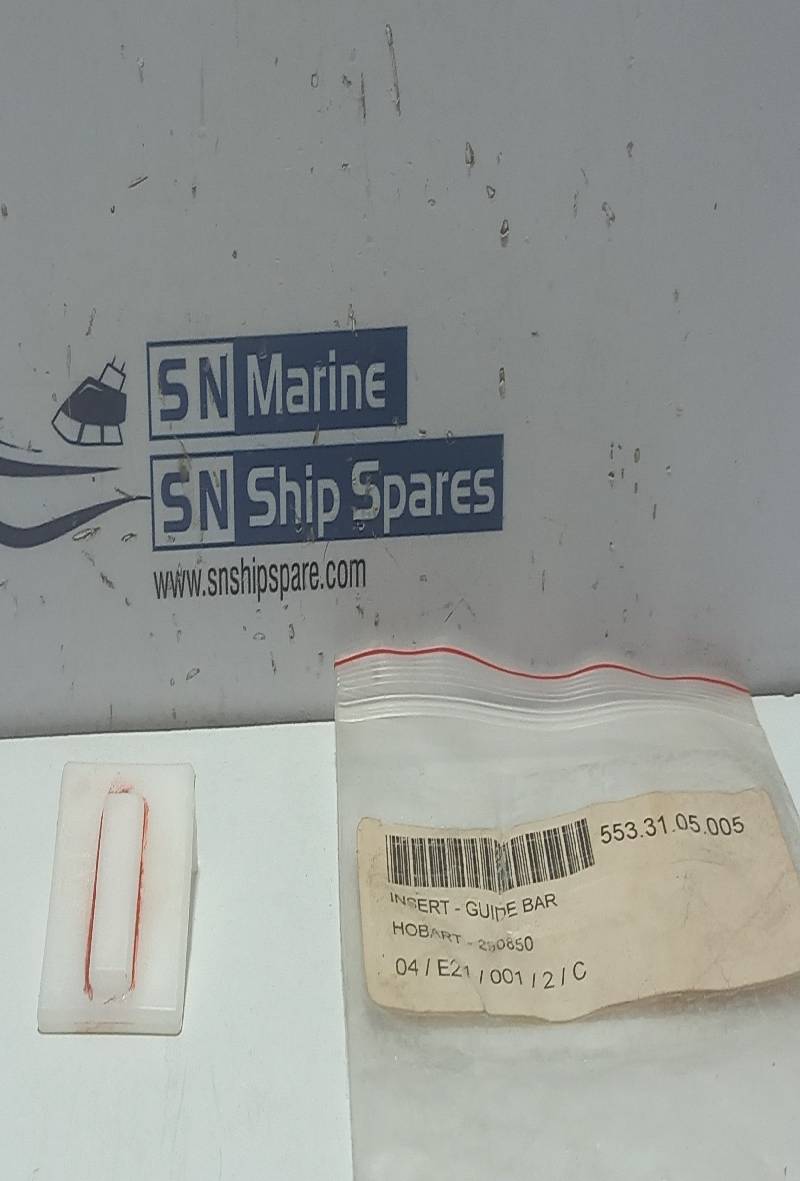 SN Marine
SN Ship Spares
www.snshipspare.com
553.31.05.005
INSERT - GUIDE BAR
HOBART - 290850
04 / E21 / 001 / 2 / C